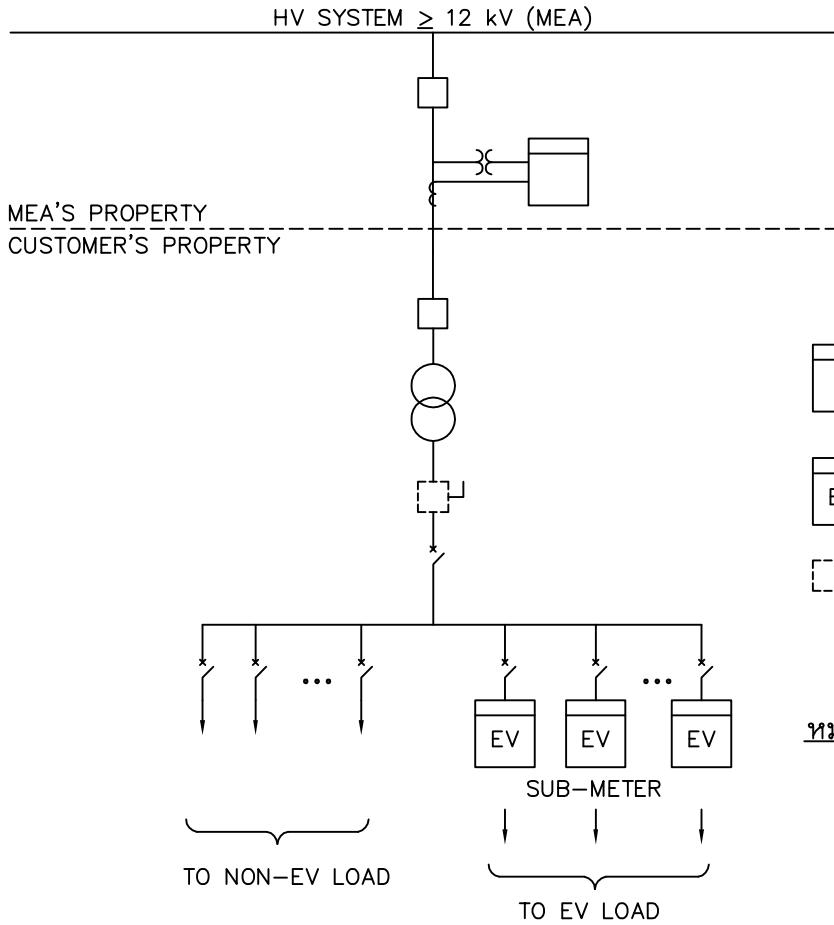 HV SYSTEM ≥ 12 kV (MEA)
MEA'S PROPERTY
CUSTOMER'S PROPERTY
EV EV EV
SUB-METER
TO NON-EV LOAD
TO EV LOAD